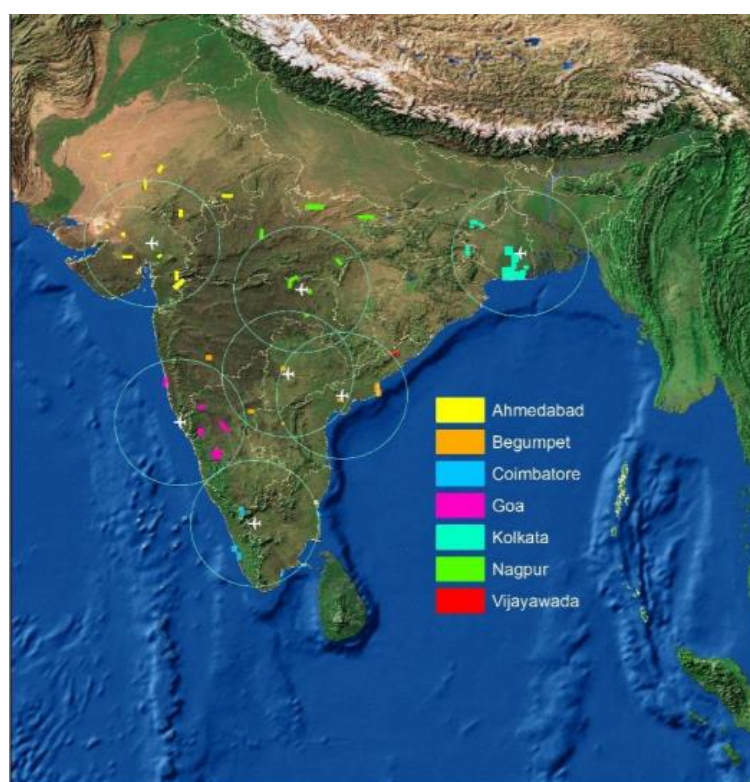 Ahmedabad
Begumpet
Coimbatore
Goa
Kolkata
Nagpur
Vijayawada